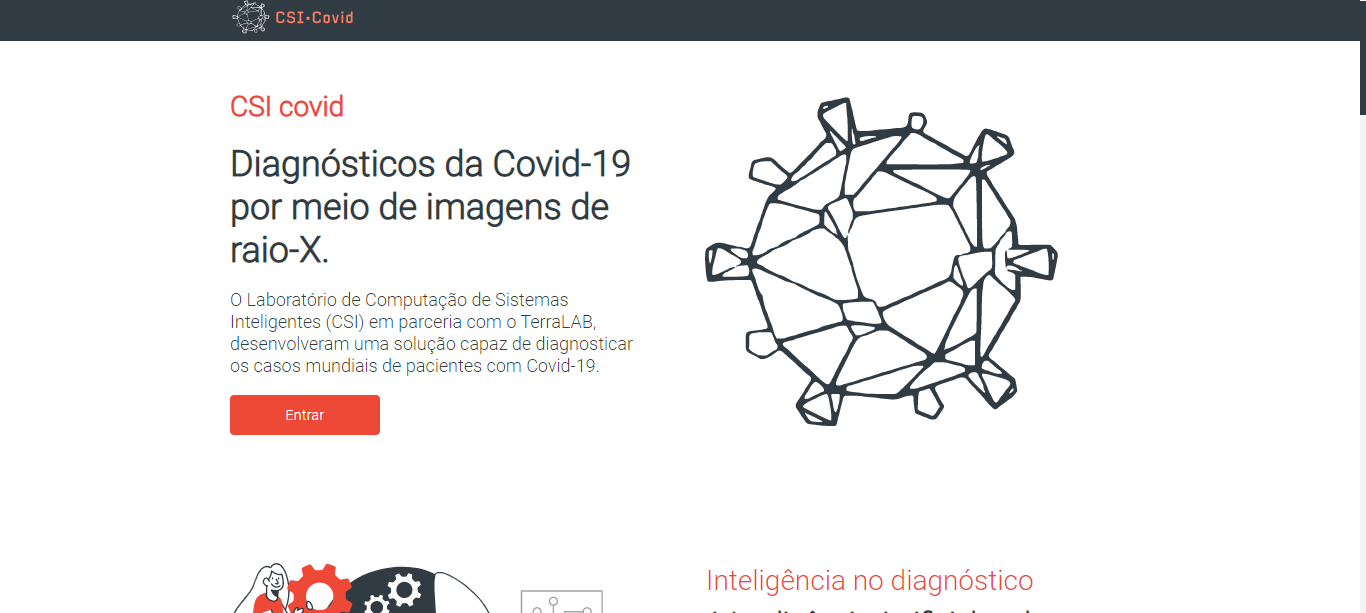 CSI·Covid
CSI covid
Diagnósticos da Covid-19
por meio de imagens de
raio-X.
O Laboratório de Computação de Sistemas
Inteligentes (CSI) em parceria com o TerraLAB,
desenvolveram uma solução capaz de diagnosticar
os casos mundiais de pacientes com Covid-19.
Entrar
Inteligência no diagnóstico